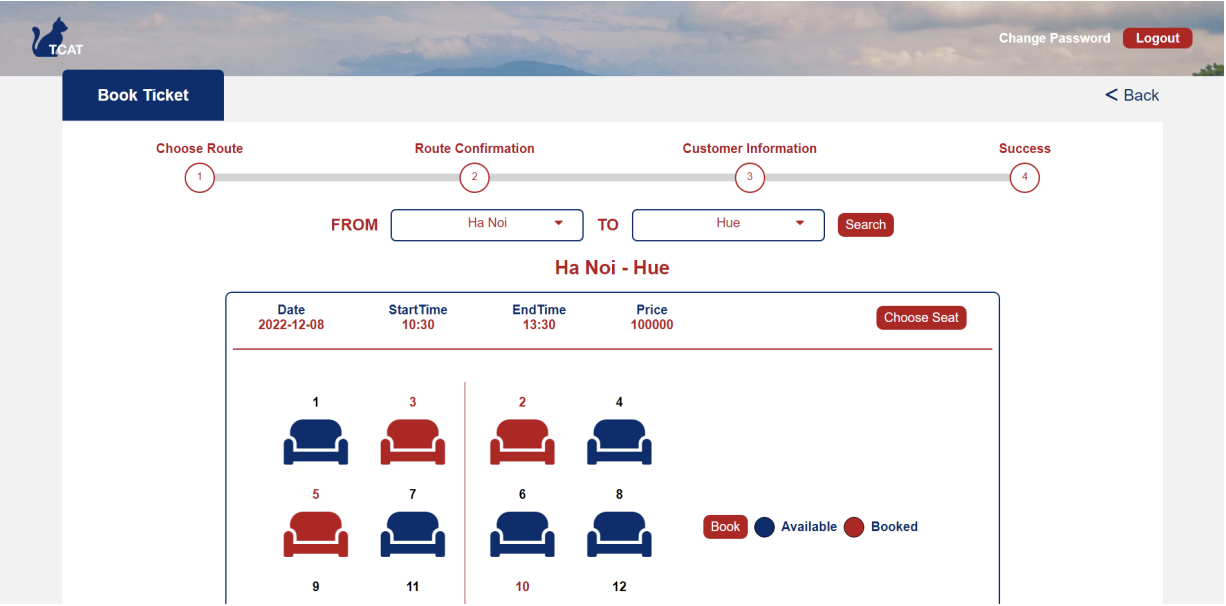 TCAT
Change Password Logout
Book Ticket
< Back
Choose Route Route Confirmation Customer Information Success
1 2 3 4
FROM Ha Noi TO Hue Search
Ha Noi - Hue
Date StartTime EndTime Price
2022-12-08 10:30 13:30 100000
Choose Seat
1 3 2 4
5 7 6 8
Book Available Booked
9 11 10 12